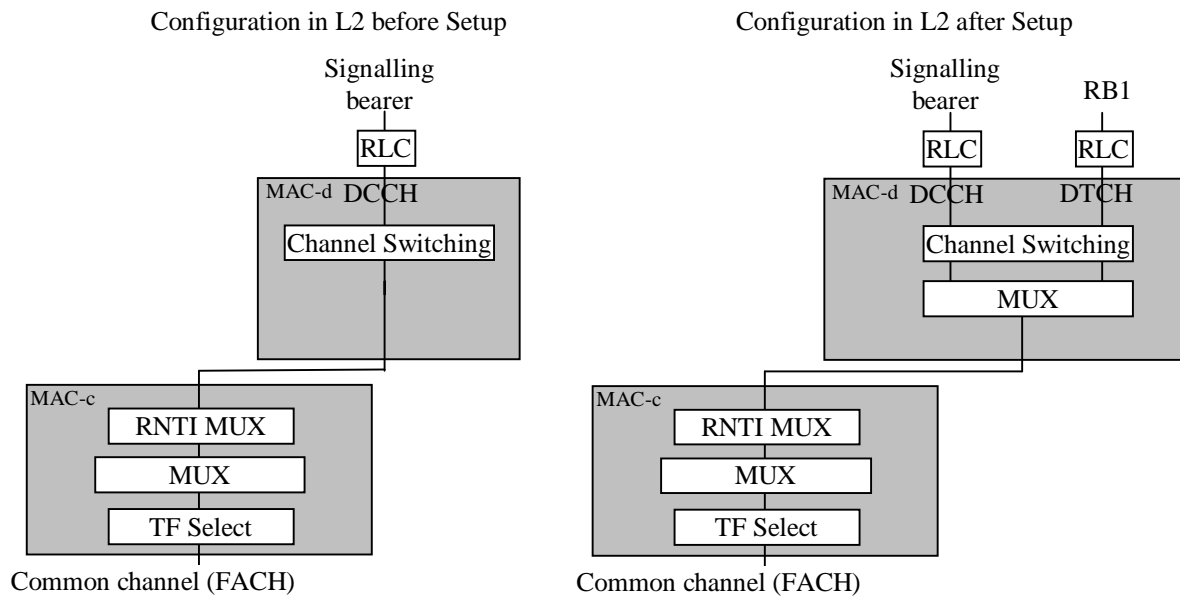 Configuration in L2 before Setup
Signalling
bearer
RLC
MAC-d DCCH
Channel Switching
MAC-c
RNTI MUX
MUX
TF Select
Common channel (FACH)
Configuration in L2 after Setup
Signalling
bearer
RB1
RLC RLC
MAC-d DCCH DTCH
Channel Switching
MUX
MAC-c
RNTI MUX
MUX
TF Select
Common channel (FACH)